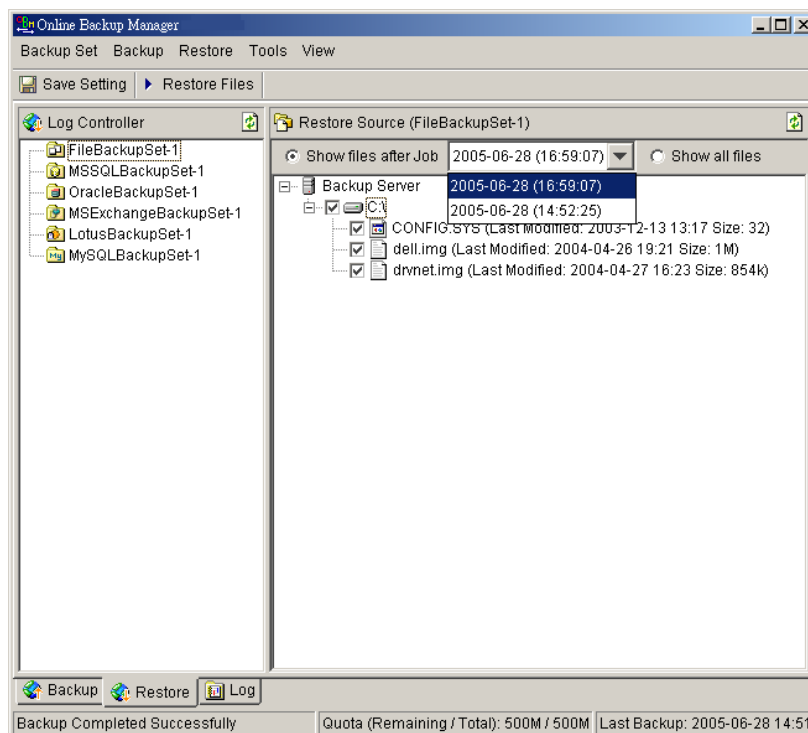 Online Backup Manager
Backup Set Backup Restore Tools View
Save Setting Restore Files
Log Controller
FileBackupSet-1
MSSQLBackupSet-1
OracleBackupSet-1
MSExchangeBackupSet-1
LotusBackupSet-1
MySQLBackupSet-1
Restore Source (FileBackupSet-1)
Show files after Job 2005-06-28 (16:59:07) Show all files
2005-06-28 (16:59:07)
2005-06-28 (14:52:25)
Backup Server
C:\
CONFIG.SYS (Last Modified: 2003-12-13 13:17 Size: 32)
dell.img (Last Modified: 2004-04-26 19:21 Size: 1M)
drvnet.img (Last Modified: 2004-04-27 16:23 Size: 854k)
Backup Restore Log
Backup Completed Successfully Quota (Remaining / Total): 500M / 500M Last Backup: 2005-06-28 14:51